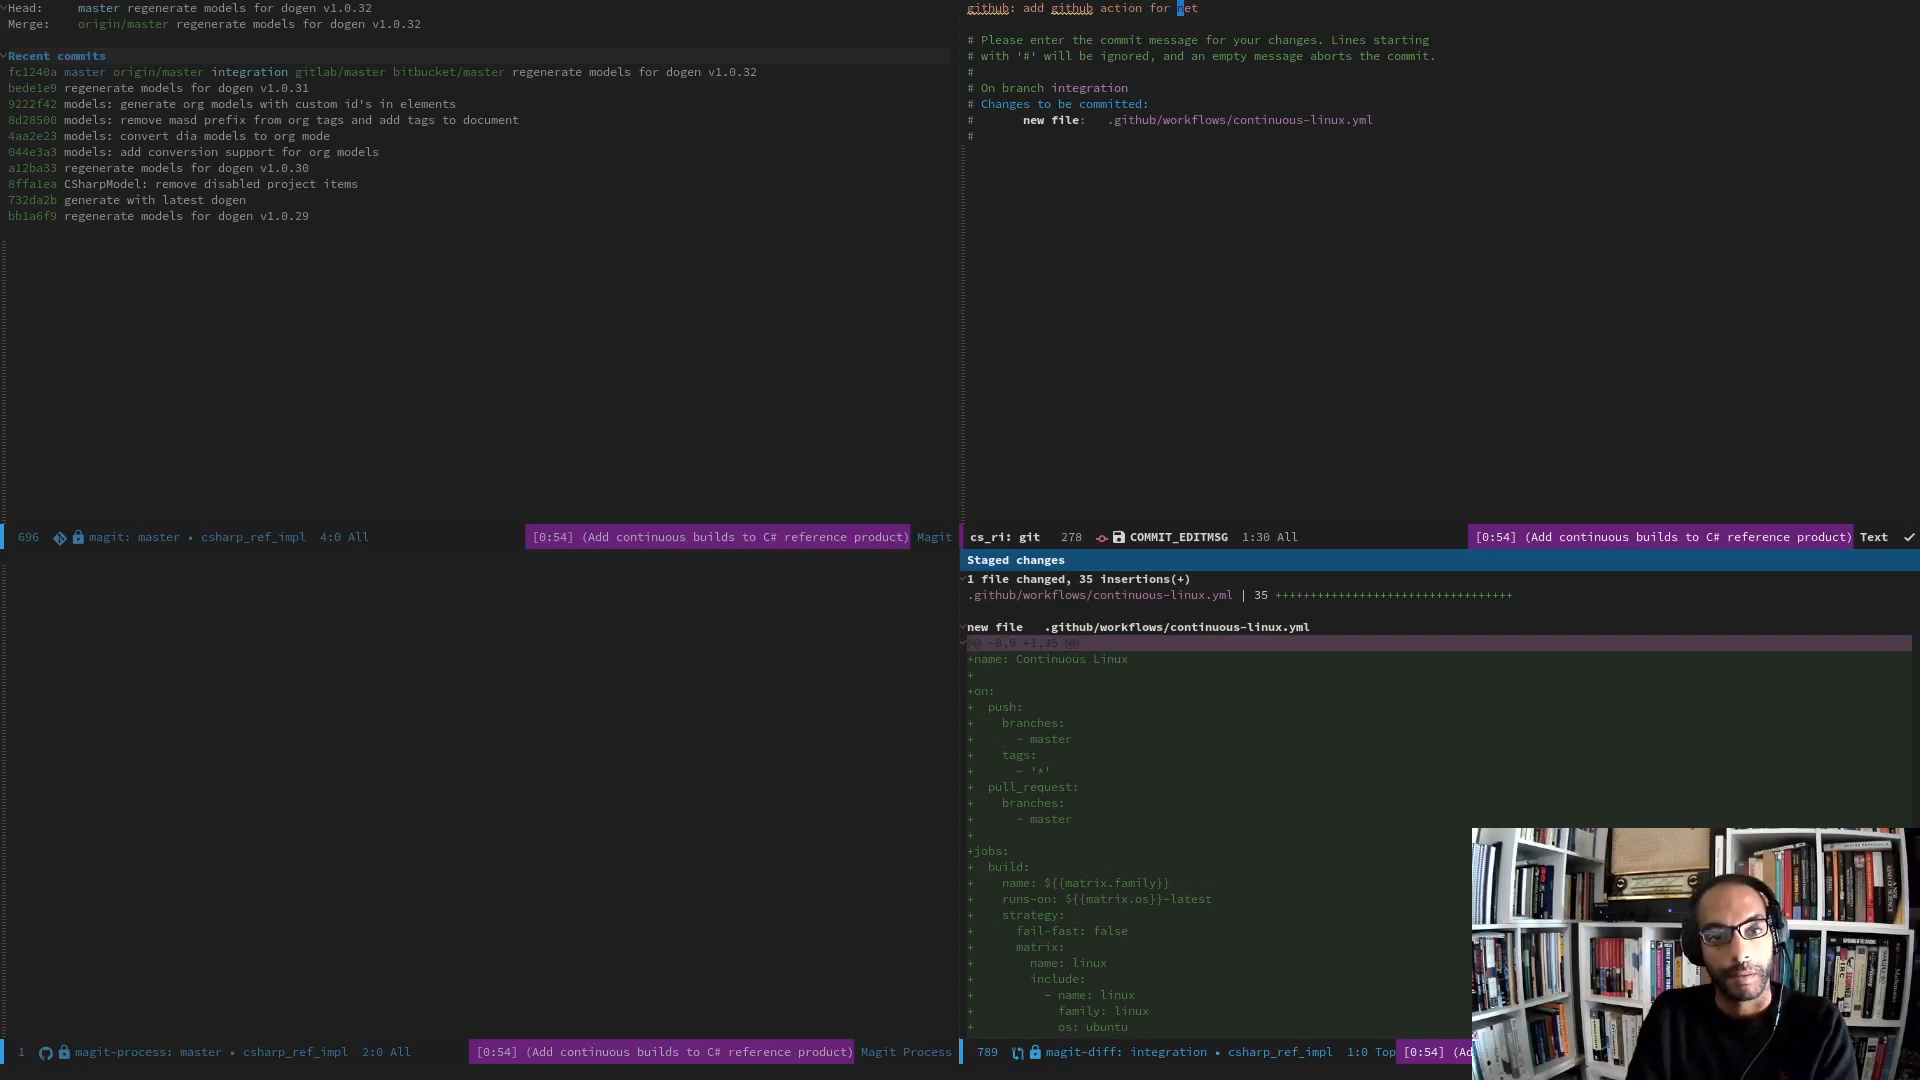 Head:     master regenerate models for dogen v1.0.32
Merge:    origin/master regenerate models for dogen v1.0.32
Recent commits
fc1240a master origin/master integration gitlab/master bitbucket/master regenerate models for dogen v1.0.32
bede1e9 regenerate models for dogen v1.0.31
9222f42 models: generate org models with custom id's in elements
8d28500 models: remove masd prefix from org tags and add tags to document
4aa2e23 models: convert dia models to org mode
044e3a3 models: add conversion support for org models
a12ba33 regenerate models for dogen v1.0.30
8ffa1ea CSharpModel: remove disabled project items
732da2b generate with latest dogen
bb1a6f9 regenerate models for dogen v1.0.29
696 magit: master • csharp_ref_impl 4:0 All [0:54] (Add continuous builds to C# reference product) Magit
1 magit-process: master • csharp_ref_impl 2:0 All [0:54] (Add continuous builds to C# reference product) Magit Process
github: add github action for net
# Please enter the commit message for your changes. Lines starting
# with '#' will be ignored, and an empty message aborts the commit.
#
# On branch integration
# Changes to be committed:
#       new file:   .github/workflows/continuous-linux.yml
#
cs_ri: git 278 COMMIT_EDITMSG 1:30 All [0:54] (Add continuous builds to C# reference product) Text
Staged changes
1 file changed, 35 insertions(+)
.github/workflows/continuous-linux.yml | 35 +++++++++++++++++++++++++++++++++++
new file   .github/workflows/continuous-linux.yml
@@ -0,0 +1,35 @@
+name: Continuous Linux
+
+on:
+  push:
+    branches:
+      - master
+    tags:
+      - '*'
+  pull_request:
+    branches:
+      - master
+
+jobs:
+  build:
+    name: ${{matrix.family}}
+    runs-on: ${{matrix.os}}-latest
+    strategy:
+      fail-fast: false
+      matrix:
+        name: linux
+        include:
+          - name: linux
+            family: linux
+            os: ubuntu
789 magit-diff: integration • csharp_ref_impl 1:0 Top [0:54] (Ad